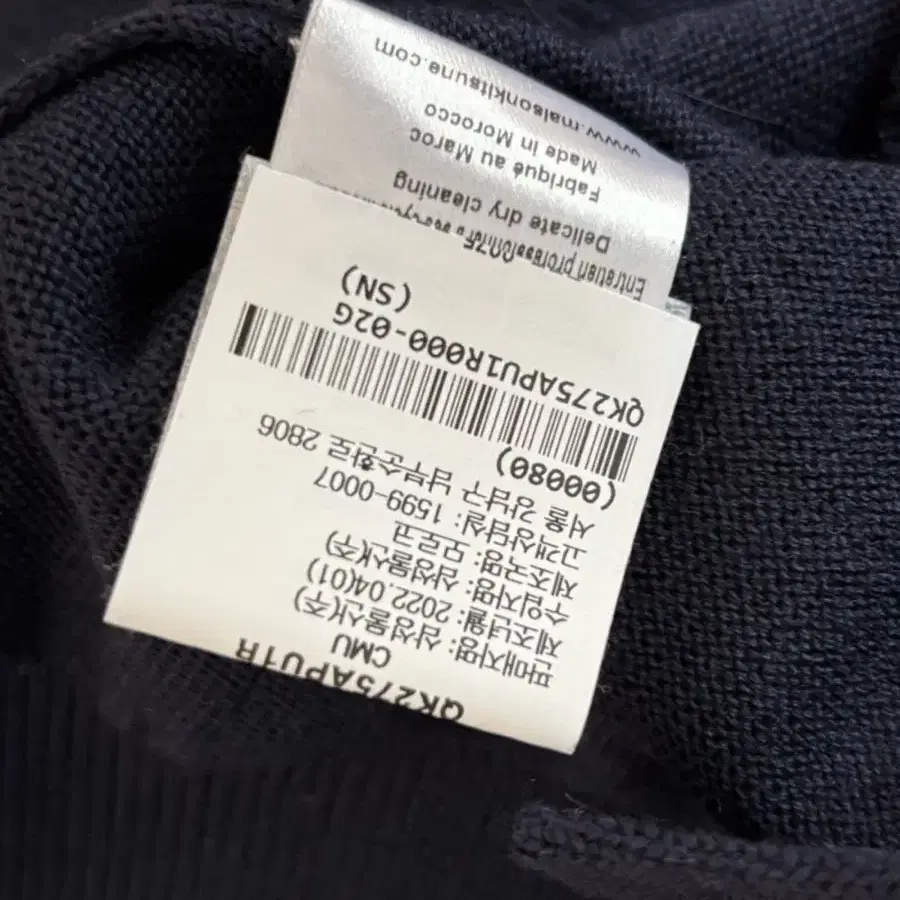 QK275APU1R
CMU
판매자명: 삼성물산(주)
제조년월: 2022.04(01)
수입자명: 삼성물산(주)
제조국명: 모로코
고객상담실: 1599-0007
서울 강남구 남부순환로 2806
(00080)
QK275APU1R000-02G
(SN)
Entretien
Delicate dry cleaning
Fabriqué au Maroc
Made in Morocco
www.maisonkitsune.com